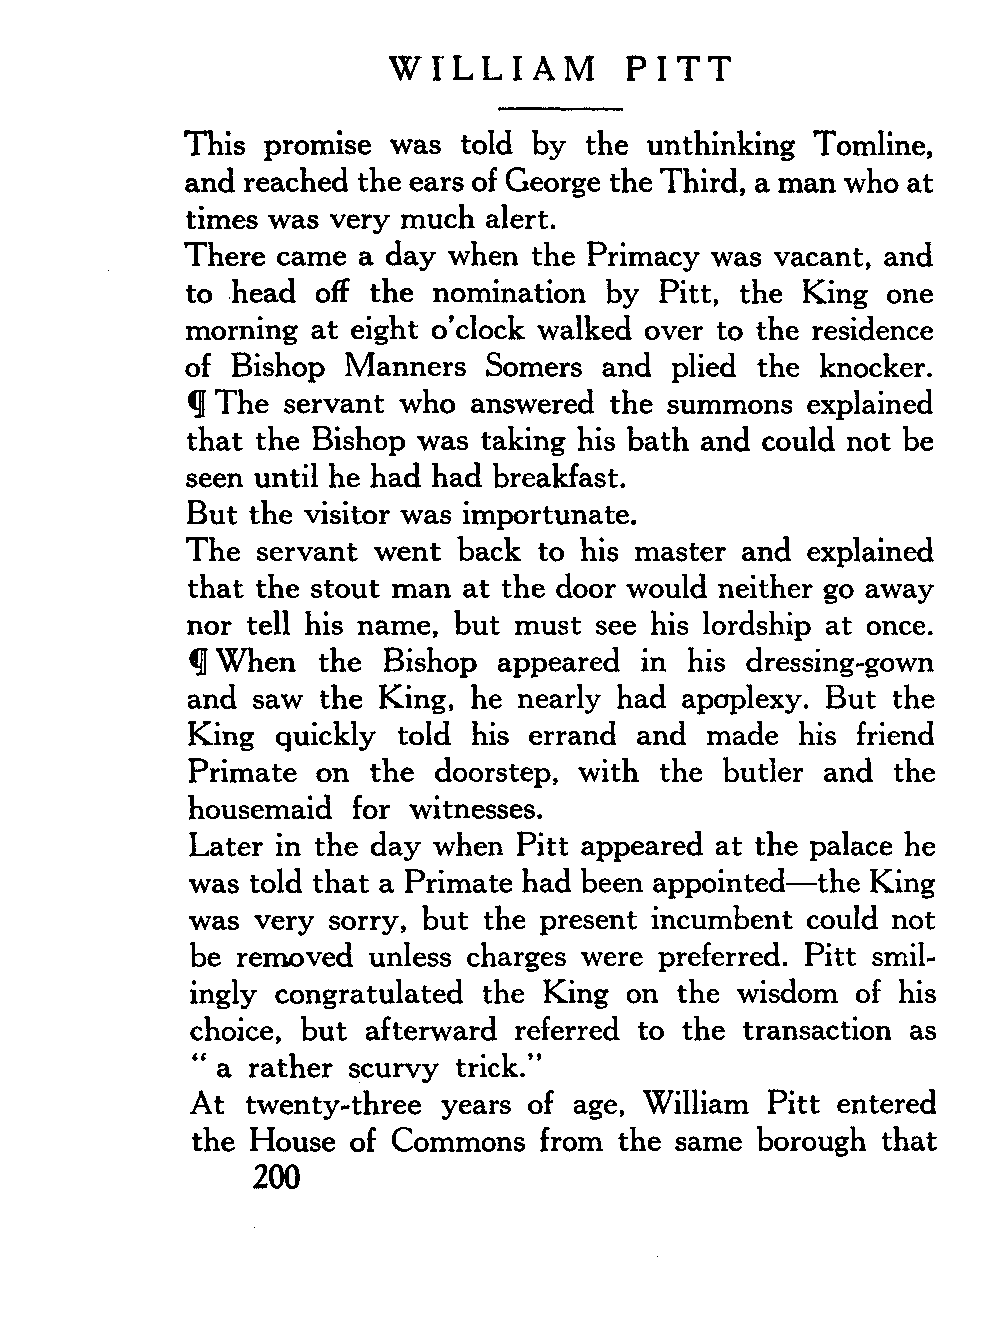 WILLIAM PITT
This promise was told by the unthinking Tomline,
and reached the ears of George the Third, a man who at
times was very much alert.
There came a day when the Primacy was vacant, and
to head off the nomination by Pitt, the King one
morning at eight o'clock walked over to the residence
of Bishop Manners Somers and plied the knocker.
¶ The servant who answered the summons explained
that the Bishop was taking his bath and could not be
seen until he had had breakfast.
But the visitor was importunate.
The servant went back to his master and explained
that the stout man at the door would neither go away
nor tell his name, but must see his lordship at once.
¶ When the Bishop appeared in his dressing-gown
and saw the King, he nearly had apoplexy. But the
King quickly told his errand and made his friend
Primate on the doorstep, with the butler and the
housemaid for witnesses.
Later in the day when Pitt appeared at the palace he
was told that a Primate had been appointed—the King
was very sorry, but the present incumbent could not
be removed unless charges were preferred. Pitt smil-
ingly congratulated the King on the wisdom of his
choice, but afterward referred to the transaction as
“ a rather scurvy trick.”
At twenty-three years of age, William Pitt entered
the House of Commons from the same borough that
200